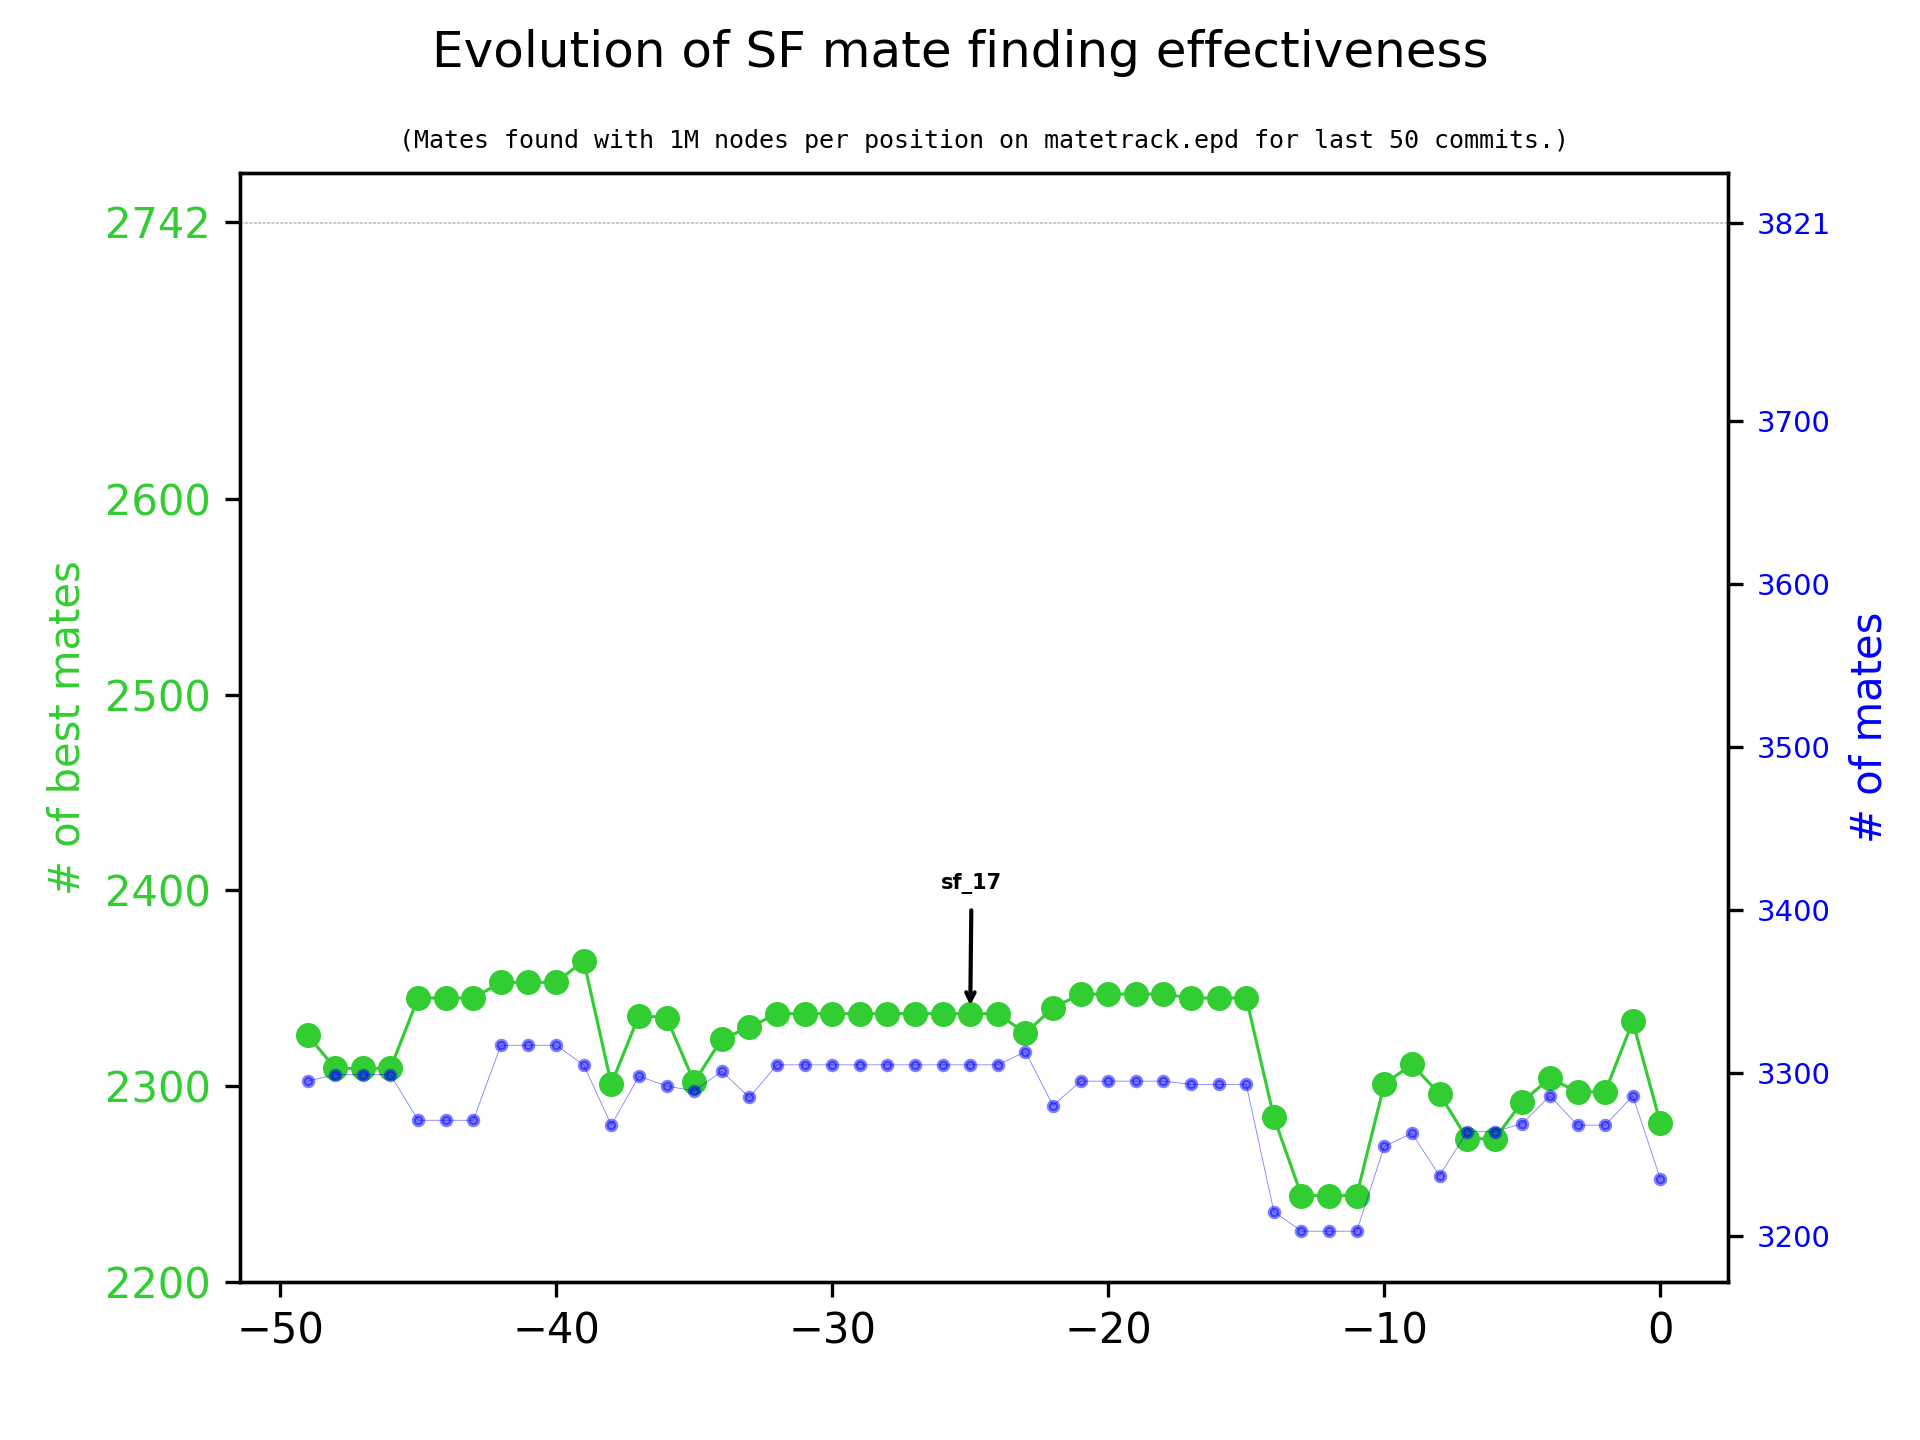 Evolution of SF mate finding effectiveness
(Mates found with 1M nodes per position on matetrack.epd for last 50 commits.)
# of best mates
2742
2600
2500
2400
2300
2200
sf_17
3821
3700
3600
3500
3400
3300
3200
# of mates
−50 −40 −30 −20 −10 0